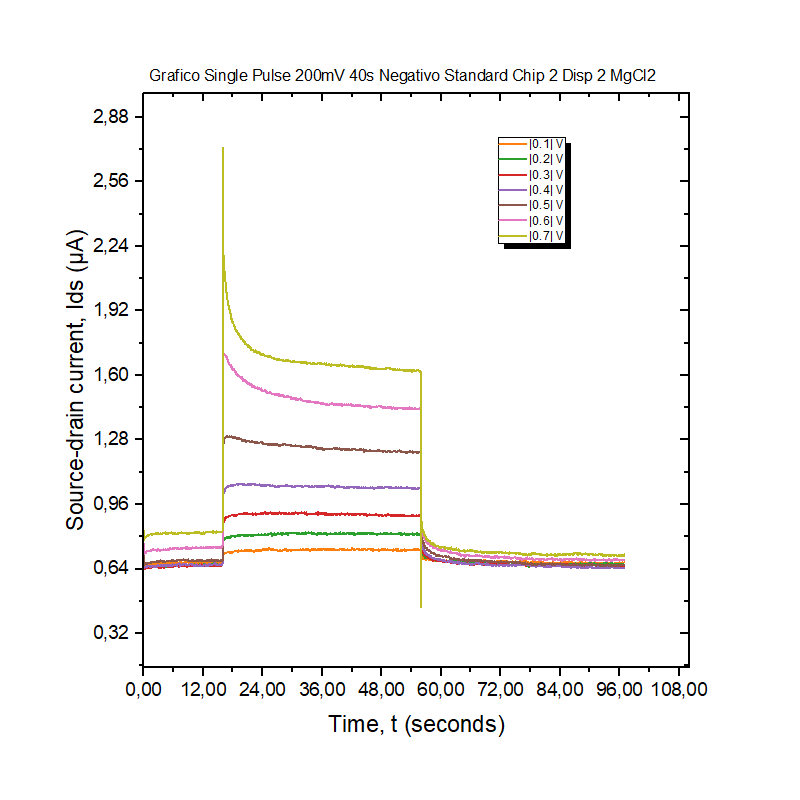 Grafico Single Pulse 200mV 40s Negativo Standard Chip 2 Disp 2 MgCl2
2,88
2,56
2,24
1,92
1,60
1,28
0,96
0,64
0,32
Source-drain current, Ids (µA)
|0.1| V
|0.2| V
|0.3| V
|0.4| V
|0.5| V
|0.6| V
|0.7| V
0,00 12,00 24,00 36,00 48,00 60,00 72,00 84,00 96,00 108,00
Time, t (seconds)